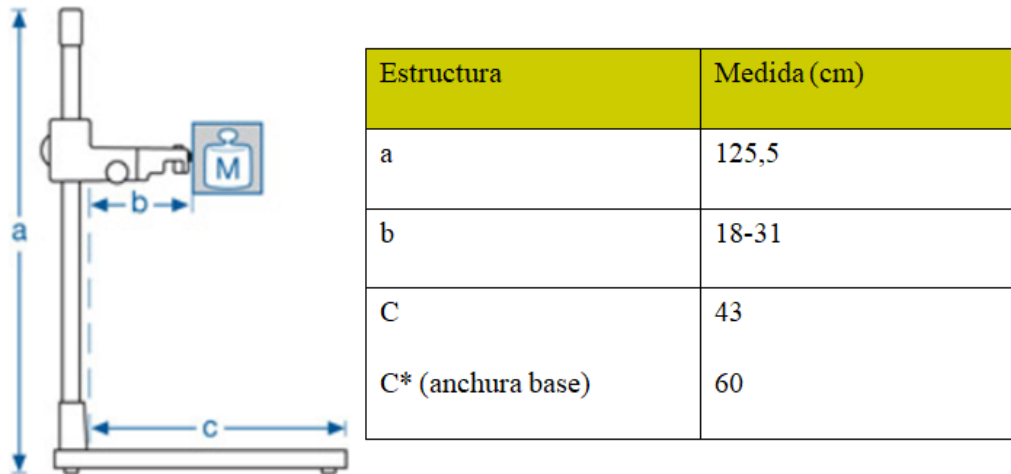 M
b
a
c
Estructura Medida (cm)
a 125,5
b 18-31
C 43
C* (anchura base) 60